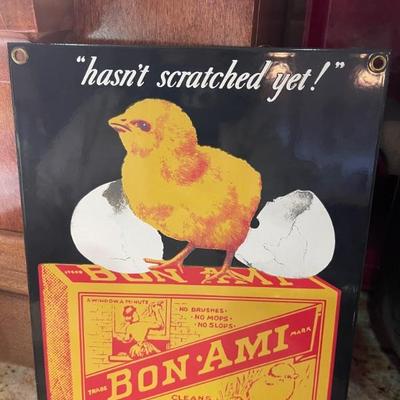 "hasn't scratched yet!"
BON AMI
A WINDOW A MINUTE
NO BRUSHES ·
· NO MOPS ·
· NO SLOPS ·
TRADE BON·AMI MARK
CLEANS